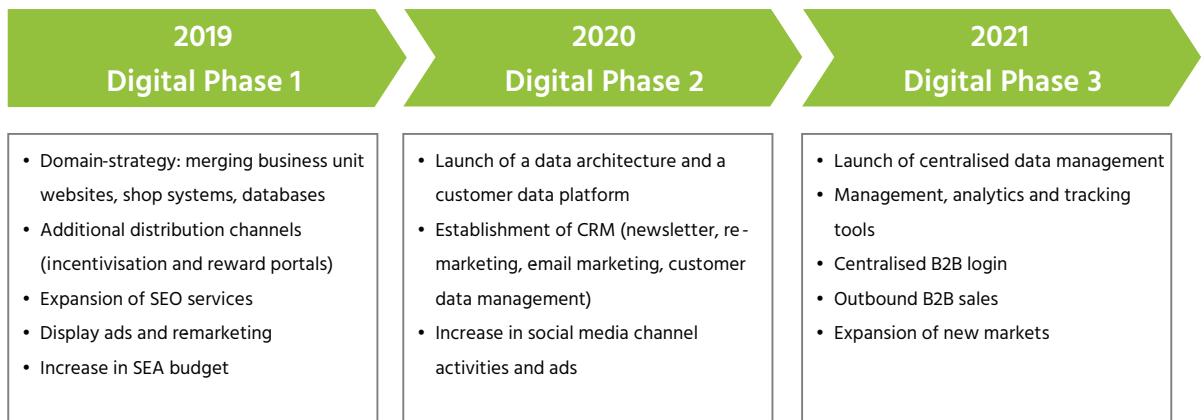 2019
Digital Phase 1
2020
Digital Phase 2
2021
Digital Phase 3
• Domain-strategy: merging business unit
websites, shop systems, databases
• Additional distribution channels
(incentivisation and reward portals)
• Expansion of SEO services
• Display ads and remarketing
• Increase in SEA budget
• Launch of a data architecture and a
customer data platform
• Establishment of CRM (newsletter, re-
marketing, email marketing, customer
data management)
• Increase in social media channel
activities and ads
• Launch of centralised data management
• Management, analytics and tracking
tools
• Centralised B2B login
• Outbound B2B sales
• Expansion of new markets